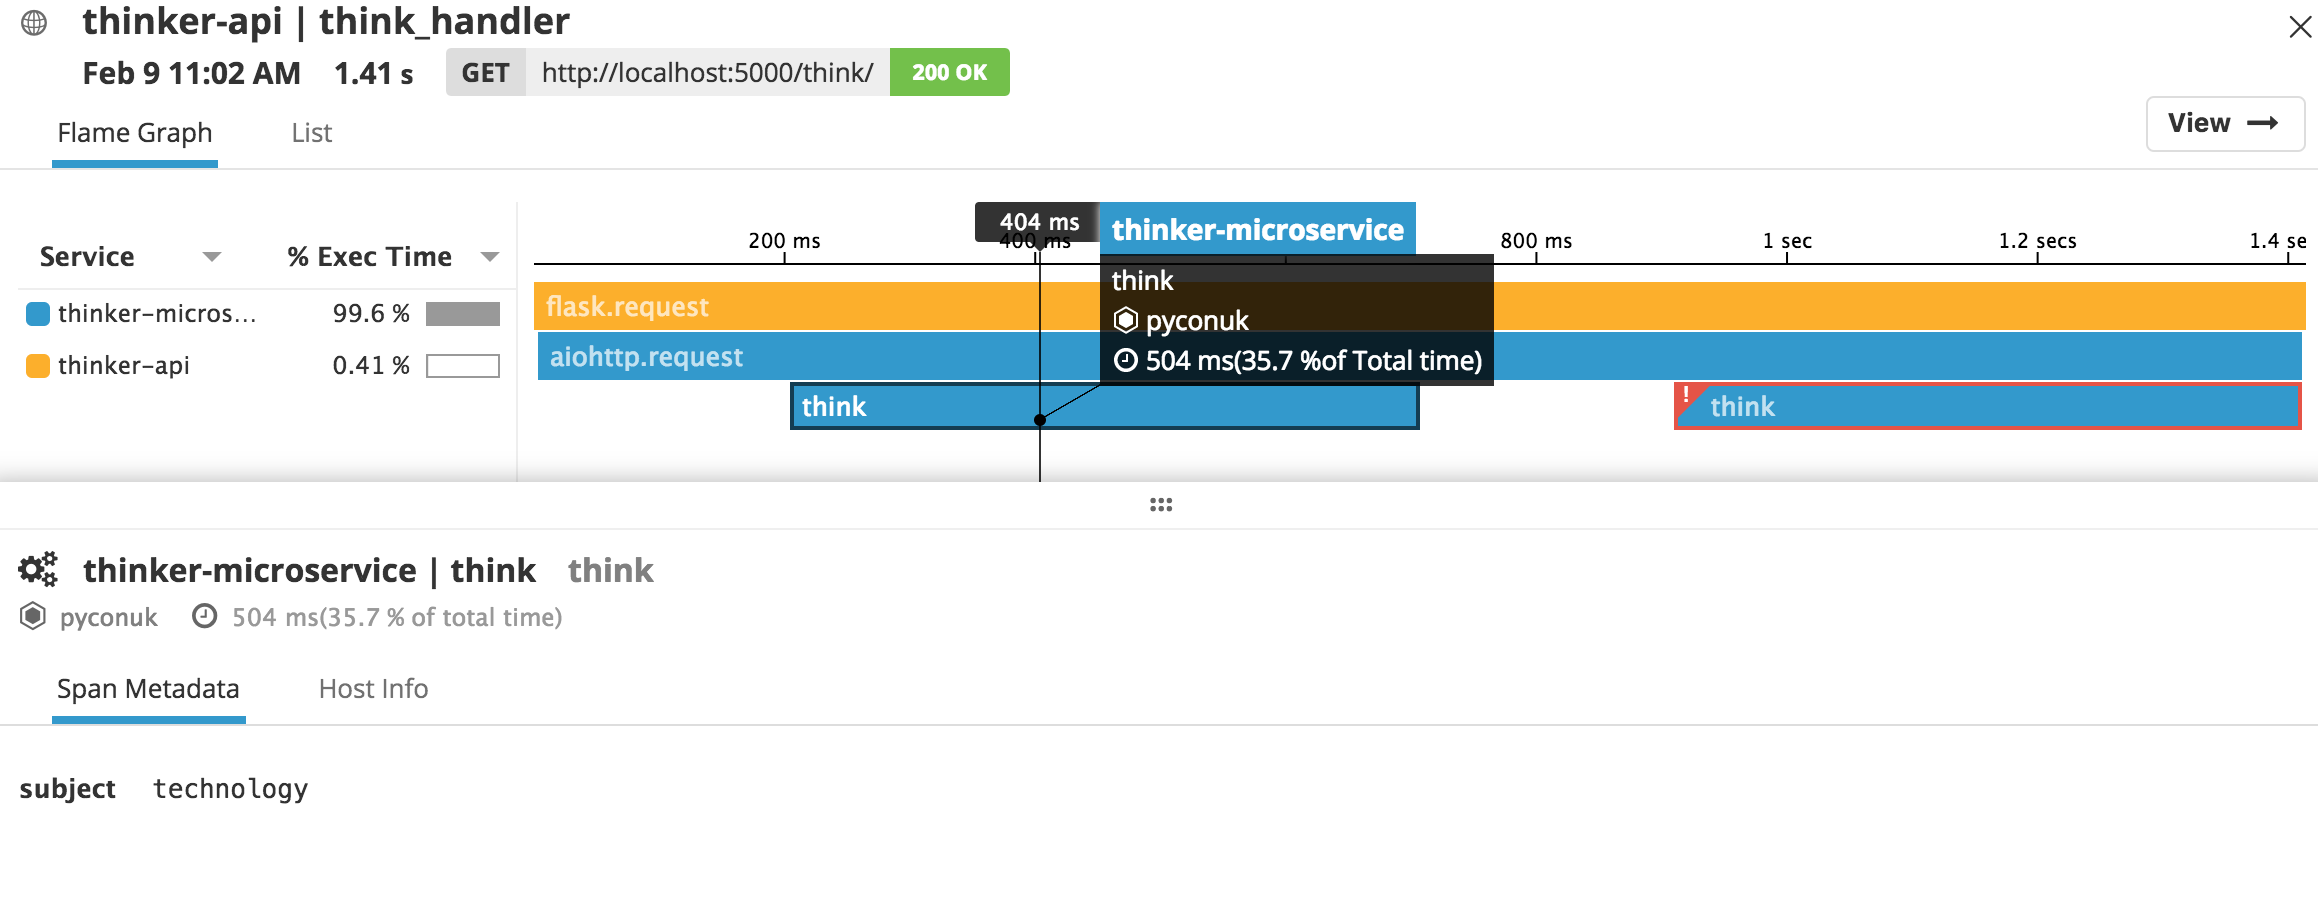 thinker-api | think_handler
Feb 9 11:02 AM 1.41 s GET http://localhost:5000/think/ 200 OK
Flame Graph List
View
Service % Exec Time
thinker-micros... 99.6 %
thinker-api 0.41 %
404 ms
200 ms 400 ms 800 ms 1 sec 1.2 secs 1.4 se
thinker-microservice
think
pyconuk
504 ms(35.7 %of Total time)
flask.request
aiohttp.request
think ! think
thinker-microservice | think think
pyconuk 504 ms(35.7 % of total time)
Span Metadata Host Info
subject technology